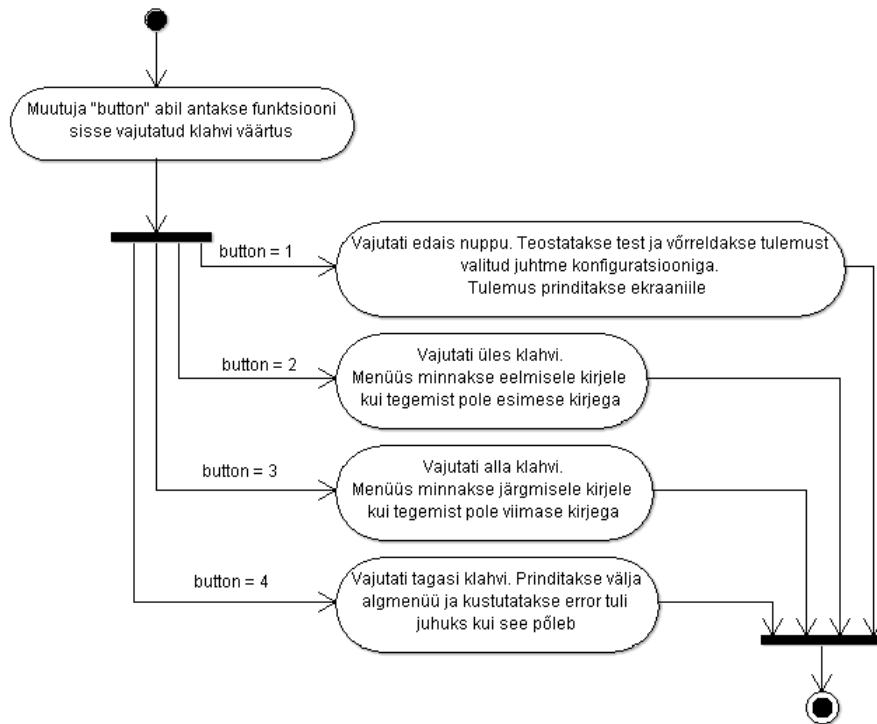 Muutuja "button" abil antakse funktsiooni
sisse vajutatud klahvi väärtus
button = 1
Vajutati edais nuppu. Teostatakse test ja võrreldakse tulemust
valitud juhtme konfiguratsiooniga.
Tulemus prinditakse ekraaniile
button = 2
Vajutati üles klahvi.
Menüüs minnakse eelmisele kirjele
kui tegemist pole esimese kirjega
button = 3
Vajutati alla klahvi.
Menüüs minnakse järgmisele kirjele
kui tegemist pole viimase kirjega
button = 4
Vajutati tagasi klahvi. Prinditakse välja
algmenüü ja kustutatakse error tuli
juhuks kui see põleb